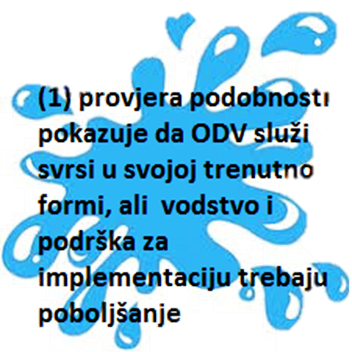 (1) provjera podobnosti
pokazuje da ODV služi
svrsi u svojoj trenutno
formi, ali  vodstvo i
podrška za
implementaciju trebaju
poboljšanje